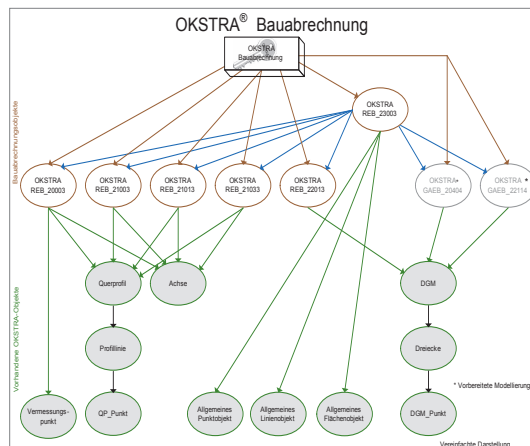 OKSTRA® Bauabrechnung
OKSTRA
Bauabrechnung
OKSTRA
REB_23003
Bauabrechnungsobjekte
OKSTRA
REB_20003
OKSTRA
REB_21003
OKSTRA
REB_21013
OKSTRA
REB_21033
OKSTRA
REB_22013
OKSTRA*
GAEB_20404
OKSTRA *
GAEB_22114
Vorhandene OKSTRA-Objekte
Querprofil
Achse
DGM
Profillinie
Dreiecke
* Vorbereitete Modellierung
Vermessungs-
punkt
QP_Punkt
Allgemeines
Punktobjekt
Allgemeines
Linienobjekt
Allgemeines
Flächenobjekt
DGM_Punkt
Vereinfachte Darstellung